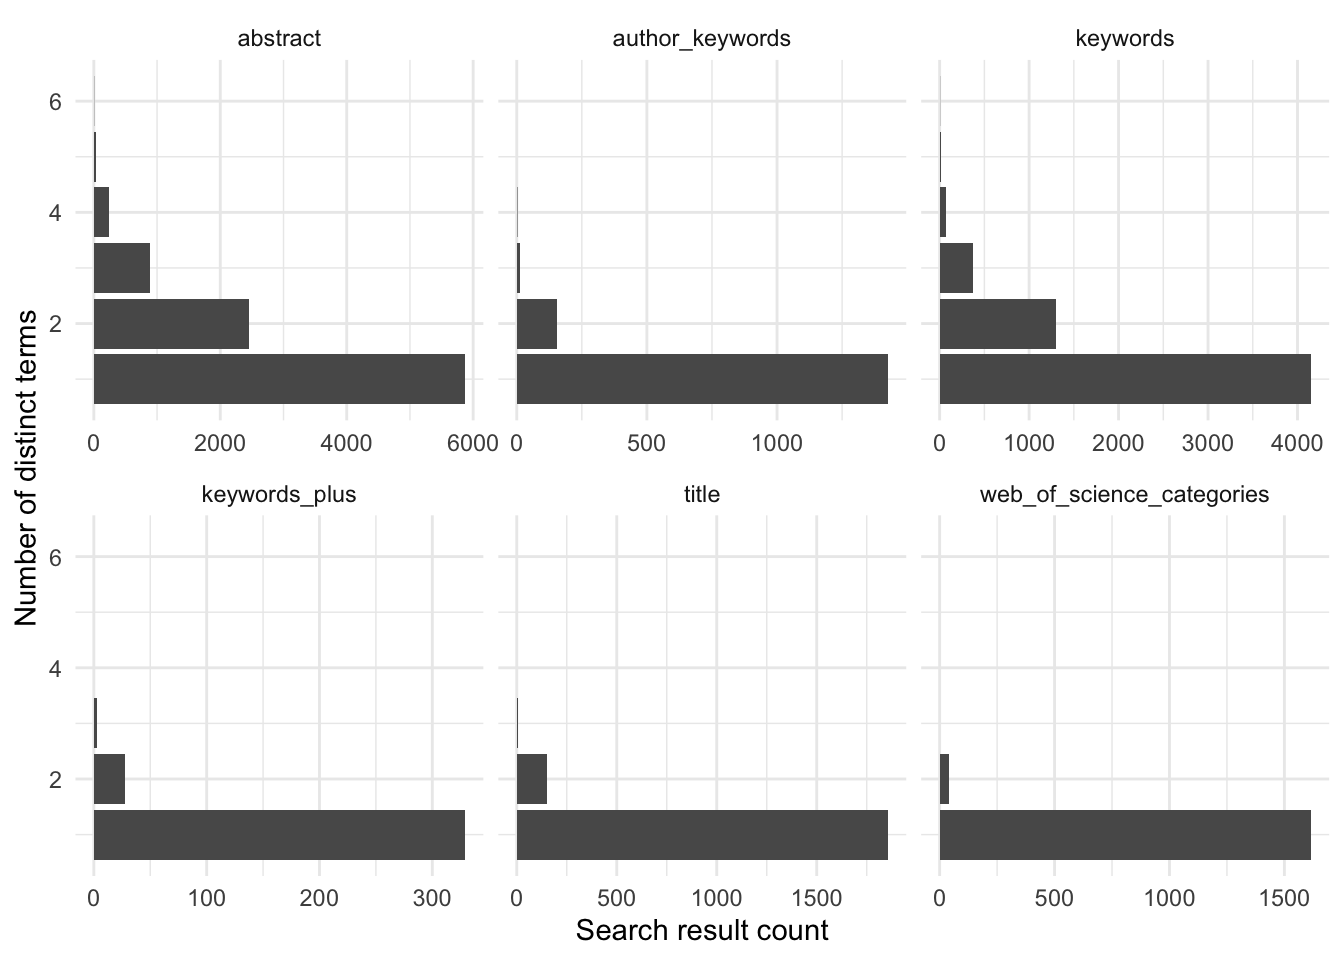 abstract
author_keywords
keywords
6
4
2
0 2000 4000 6000
0 500 1000
0 1000 2000 3000 4000
keywords_plus
title
web_of_science_categories
6
4
2
0 100 200 300
0 500 1000 1500
0 500 1000 1500
Number of distinct terms
Search result count